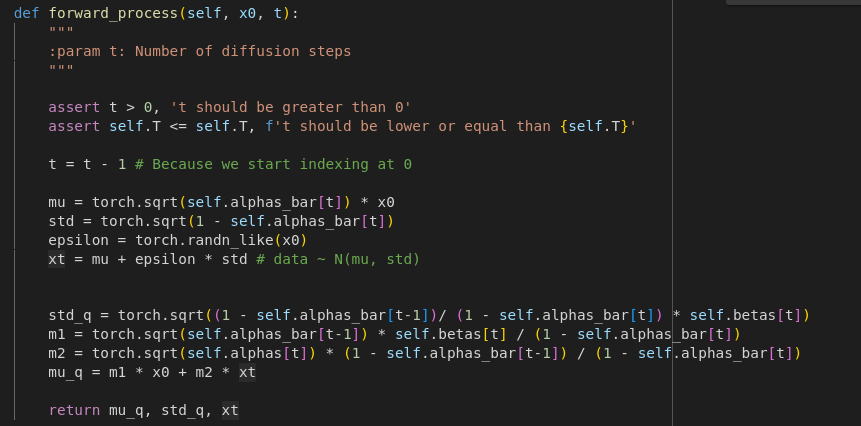 def forward_process(self, x0, t):
    """
    :param t: Number of diffusion steps
    """
    assert t > 0, 't should be greater than 0'
    assert self.T <= self.T, f't should be lower or equal than {self.T}'
    t = t - 1 # Because we start indexing at 0
    mu = torch.sqrt(self.alphas_bar[t]) * x0
    std = torch.sqrt(1 - self.alphas_bar[t])
    epsilon = torch.randn_like(x0)
    xt = mu + epsilon * std # data ~ N(mu, std)
    std_q = torch.sqrt((1 - self.alphas_bar[t-1])/ (1 - self.alphas_bar[t]) * self.betas[t])
    m1 = torch.sqrt(self.alphas_bar[t-1]) * self.betas[t] / (1 - self.alphas_bar[t])
    m2 = torch.sqrt(self.alphas[t]) * (1 - self.alphas_bar[t-1]) / (1 - self.alphas_bar[t])
    mu_q = m1 * x0 + m2 * xt
    return mu_q, std_q, xt